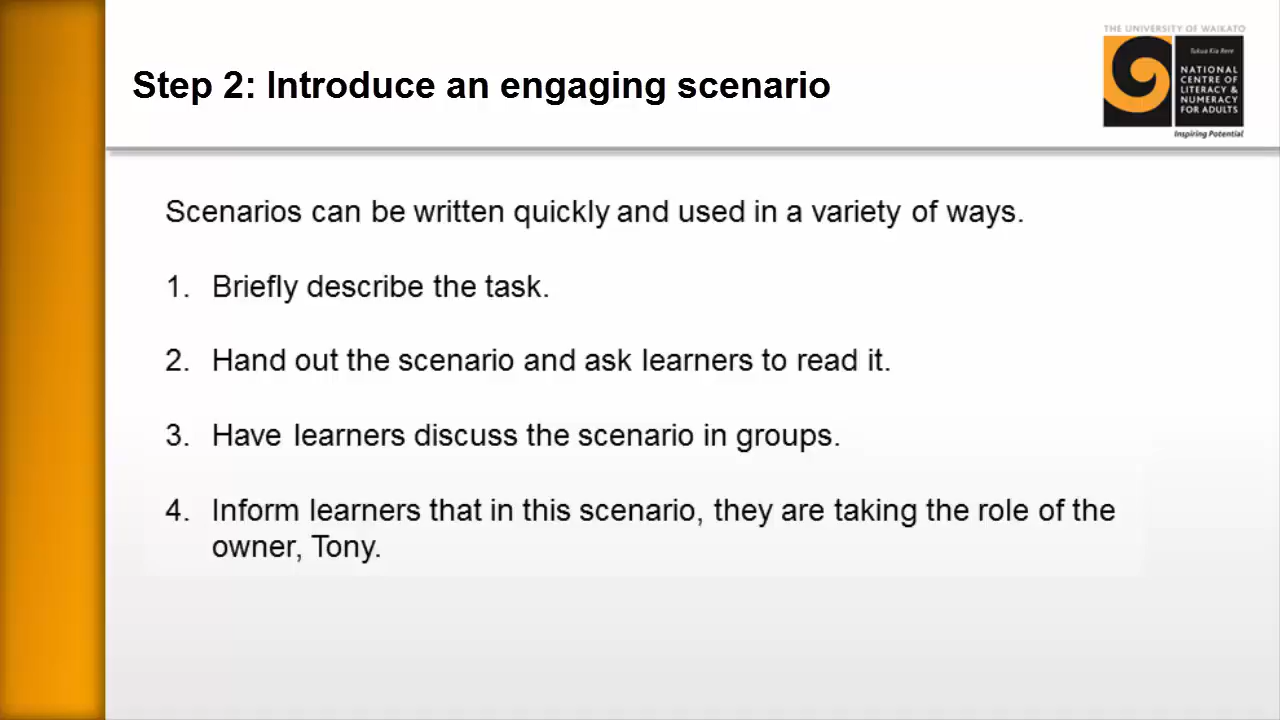 THE UNIVERSITY OF WAIKATO
Tukua Kia Rere
NATIONAL
CENTRE OF
LITERACY &
NUMERACY
FOR ADULTS
Inspiring Potential
Step 2: Introduce an engaging scenario
Scenarios can be written quickly and used in a variety of ways.
1. Briefly describe the task.
2. Hand out the scenario and ask learners to read it.
3. Have learners discuss the scenario in groups.
4. Inform learners that in this scenario, they are taking the role of the
owner, Tony.